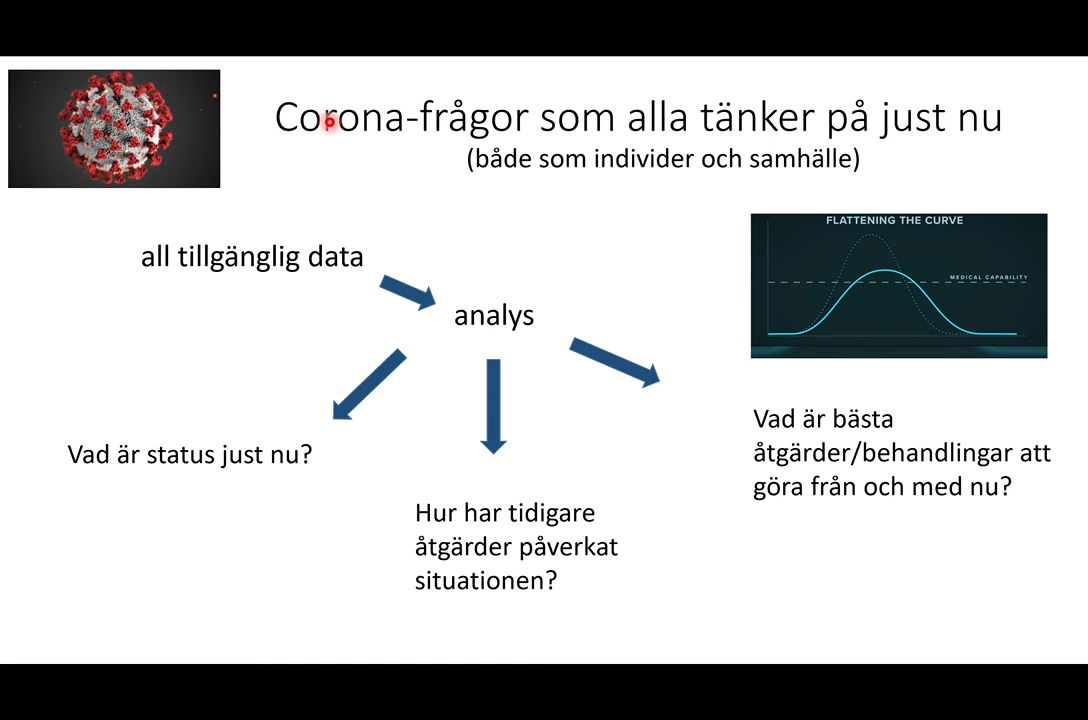 Corona-frågor som alla tänker på just nu
(både som individer och samhälle)
all tillgänglig data
analys
FLATTENING THE CURVE
MEDICAL CAPABILITY
Vad är status just nu?
Hur har tidigare
åtgärder påverkat
situationen?
Vad är bästa
åtgärder/behandlingar att
göra från och med nu?